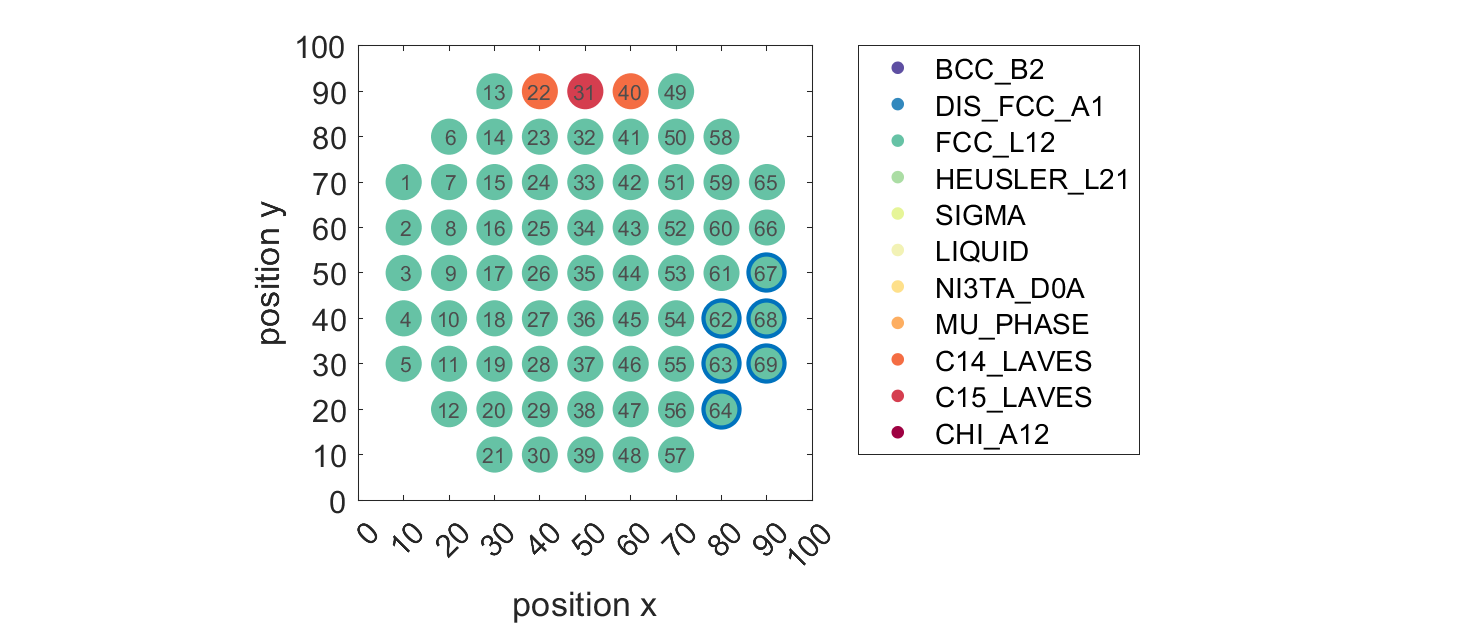 100
90
80
70
60
50
40
30
20
10
0
position y
13 22 31 40 49
6 14 23 32 41 50 58
1 7 15 24 33 42 51 59 65
2 8 16 25 34 43 52 60 66
3 9 17 26 35 44 53 61 67
4 10 18 27 36 45 54 62 68
5 11 19 28 37 46 55 63 69
12 20 29 38 47 56 64
21 30 39 48 57
0 10 20 30 40 50 60 70 80 90 100
position x
BCC_B2
DIS_FCC_A1
FCC_L12
HEUSLER_L21
SIGMA
LIQUID
NI3TA_D0A
MU_PHASE
C14_LAVES
C15_LAVES
CHI_A12